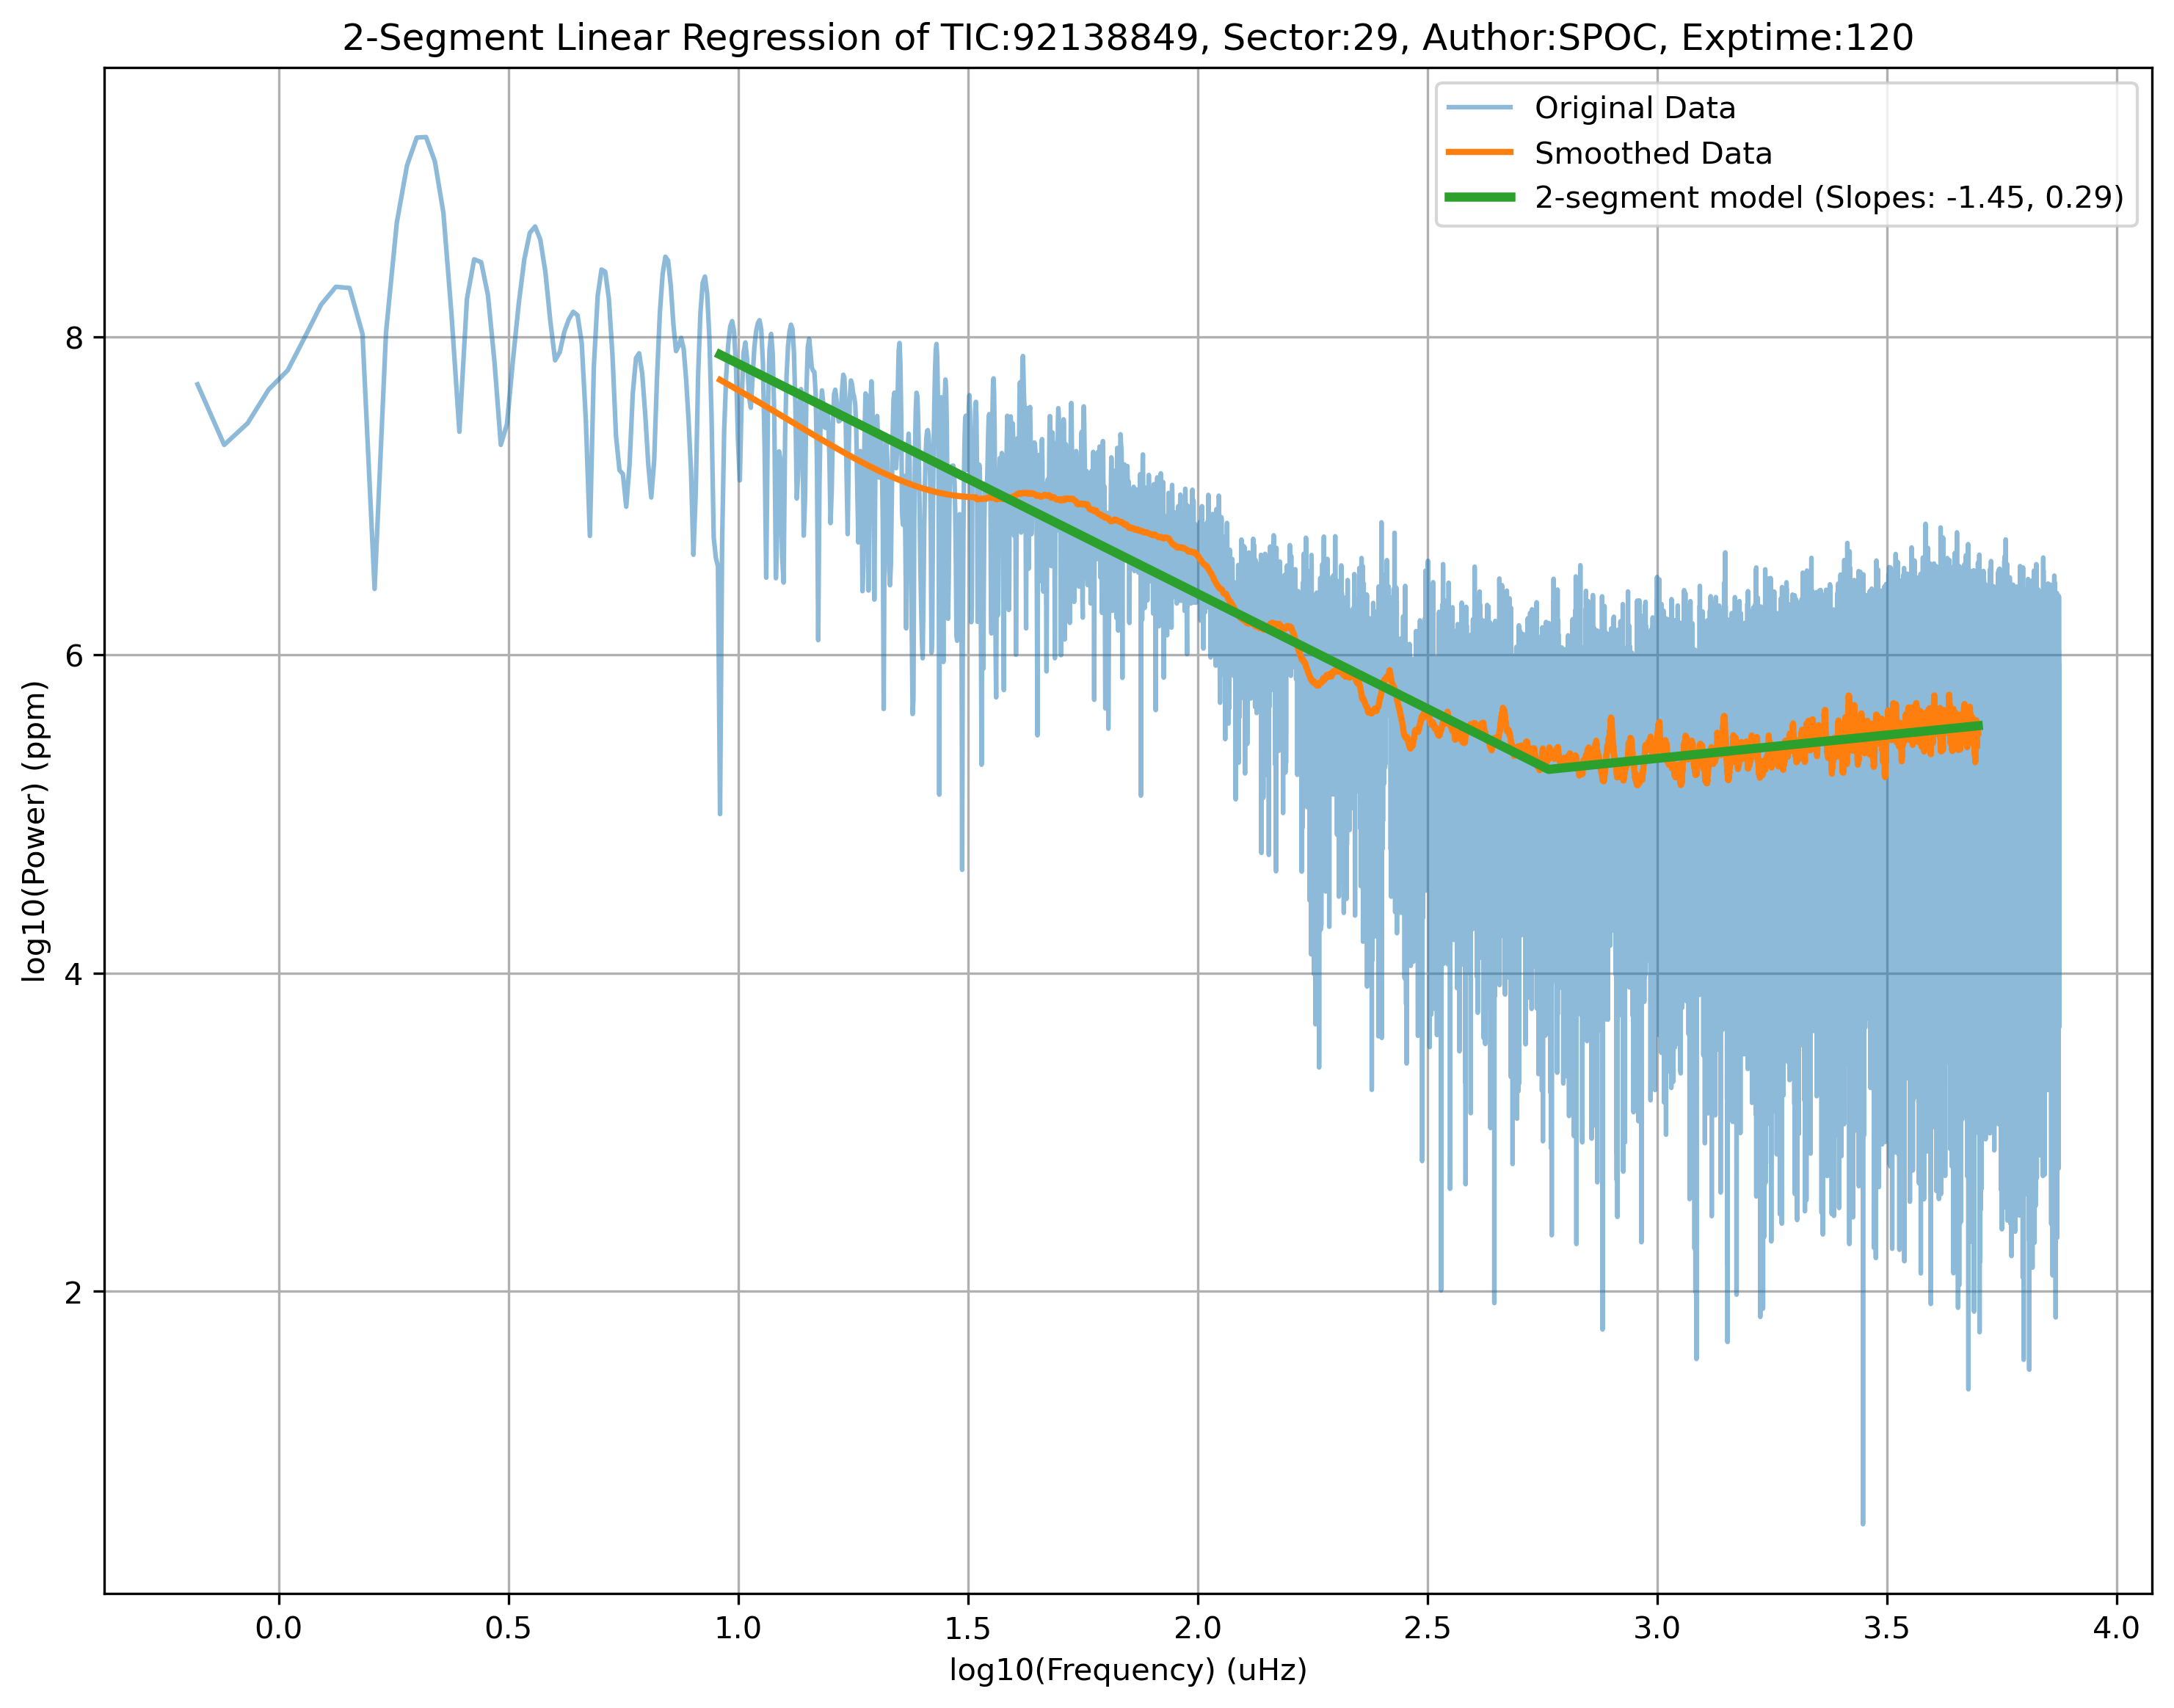 2-Segment Linear Regression of TIC:92138849, Sector:29, Author:SPOC, Exptime:120
Original Data
Smoothed Data
2-segment model (Slopes: -1.45, 0.29)
log10(Power) (ppm)
8
6
4
2
0.0 0.5 1.0 1.5 2.0 2.5 3.0 3.5 4.0
log10(Frequency) (uHz)